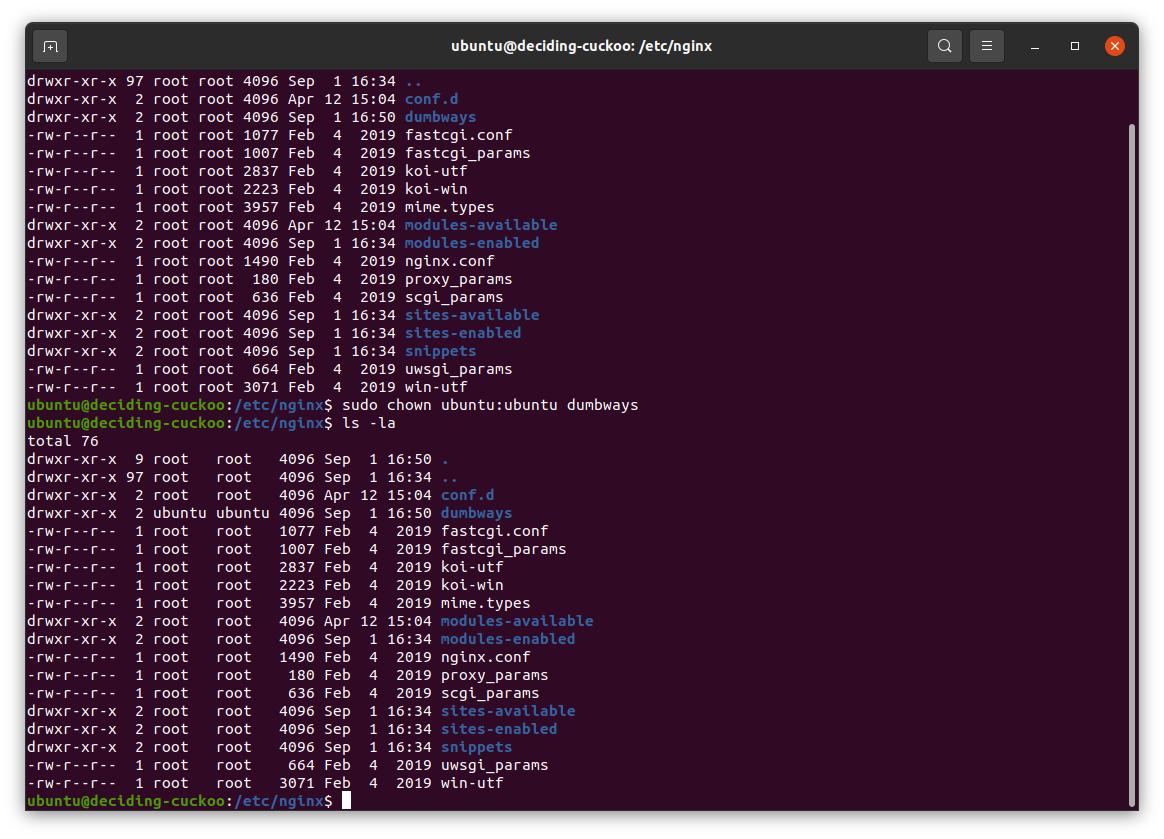 ubuntu@deciding-cuckoo: /etc/nginx
drwxr-xr-x 97 root root 4096 Sep  1 16:34 ..
drwxr-xr-x  2 root root 4096 Apr 12 15:04 conf.d
drwxr-xr-x  2 root root 4096 Sep  1 16:50 dumbways
-rw-r--r--  1 root root 1077 Feb  4  2019 fastcgi.conf
-rw-r--r--  1 root root 1007 Feb  4  2019 fastcgi_params
-rw-r--r--  1 root root 2837 Feb  4  2019 koi-utf
-rw-r--r--  1 root root 2223 Feb  4  2019 koi-win
-rw-r--r--  1 root root 3957 Feb  4  2019 mime.types
drwxr-xr-x  2 root root 4096 Apr 12 15:04 modules-available
drwxr-xr-x  2 root root 4096 Sep  1 16:34 modules-enabled
-rw-r--r--  1 root root 1490 Feb  4  2019 nginx.conf
-rw-r--r--  1 root root  180 Feb  4  2019 proxy_params
-rw-r--r--  1 root root  636 Feb  4  2019 scgi_params
drwxr-xr-x  2 root root 4096 Sep  1 16:34 sites-available
drwxr-xr-x  2 root root 4096 Sep  1 16:34 sites-enabled
drwxr-xr-x  2 root root 4096 Sep  1 16:34 snippets
-rw-r--r--  1 root root  664 Feb  4  2019 uwsgi_params
-rw-r--r--  1 root root 3071 Feb  4  2019 win-utf
ubuntu@deciding-cuckoo:/etc/nginx$ sudo chown ubuntu:ubuntu dumbways
ubuntu@deciding-cuckoo:/etc/nginx$ ls -la
total 76
drwxr-xr-x  9 root   root   4096 Sep  1 16:50 .
drwxr-xr-x 97 root   root   4096 Sep  1 16:34 ..
drwxr-xr-x  2 root   root   4096 Apr 12 15:04 conf.d
drwxr-xr-x  2 ubuntu ubuntu 4096 Sep  1 16:50 dumbways
-rw-r--r--  1 root   root   1077 Feb  4  2019 fastcgi.conf
-rw-r--r--  1 root   root   1007 Feb  4  2019 fastcgi_params
-rw-r--r--  1 root   root   2837 Feb  4  2019 koi-utf
-rw-r--r--  1 root   root   2223 Feb  4  2019 koi-win
-rw-r--r--  1 root   root   3957 Feb  4  2019 mime.types
drwxr-xr-x  2 root   root   4096 Apr 12 15:04 modules-available
drwxr-xr-x  2 root   root   4096 Sep  1 16:34 modules-enabled
-rw-r--r--  1 root   root   1490 Feb  4  2019 nginx.conf
-rw-r--r--  1 root   root    180 Feb  4  2019 proxy_params
-rw-r--r--  1 root   root    636 Feb  4  2019 scgi_params
drwxr-xr-x  2 root   root   4096 Sep  1 16:34 sites-available
drwxr-xr-x  2 root   root   4096 Sep  1 16:34 sites-enabled
drwxr-xr-x  2 root   root   4096 Sep  1 16:34 snippets
-rw-r--r--  1 root   root    664 Feb  4  2019 uwsgi_params
-rw-r--r--  1 root   root   3071 Feb  4  2019 win-utf
ubuntu@deciding-cuckoo:/etc/nginx$